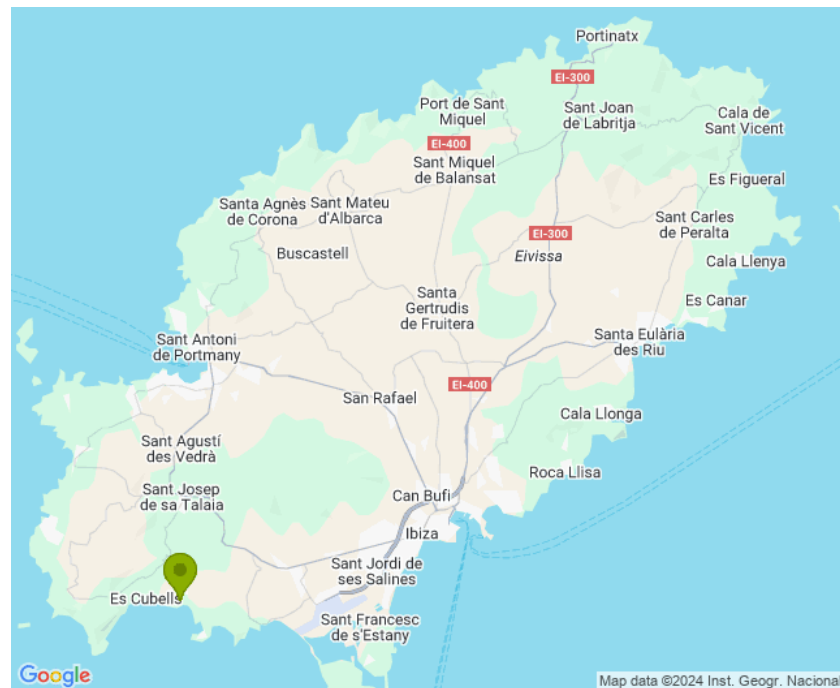 Portinatx
EI-300
Port de Sant
Miquel
Sant Joan
de Labritja
Cala de
Sant Vicent
EI-400
Sant Miquel
de Balansat
Es Figueral
Santa Agnès
de Corona
Sant Mateu
d'Albarca
Sant Carles
de Peralta
EI-300
Buscastell
Eivissa
Cala Llenya
Santa
Gertrudis
de Fruitera
Es Canar
Sant Antoni
de Portmany
Santa Eulària
des Riu
EI-400
San Rafael
Cala Llonga
Sant Agustí
des Vedrà
Roca Llisa
Sant Josep
de sa Talaia
Can Bufi
Ibiza
Sant Jordi de
ses Salines
Es Cubells
Sant Francesc
de s'Estany
Google
Map data ©2024 Inst. Geogr. Nacional